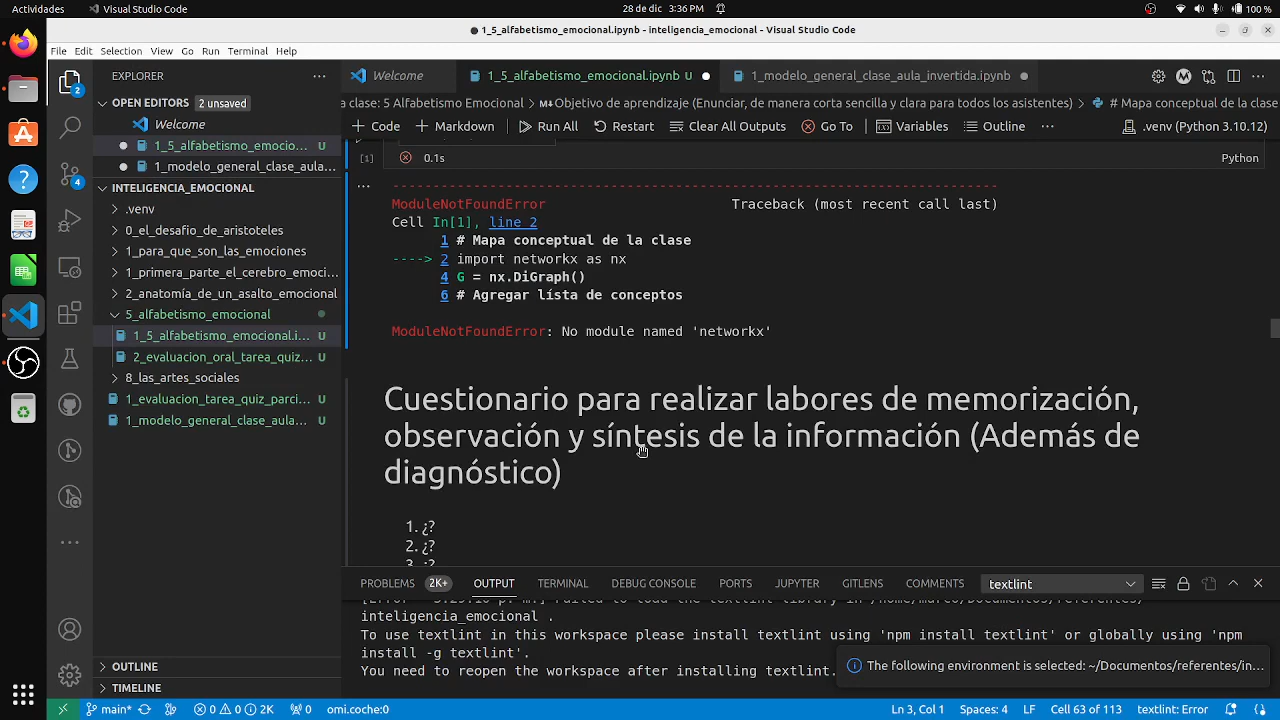 Actividades
Visual Studio Code
28 de dic 3:36 PM
100 %
1_5_alfabetismo_emocional.ipynb - inteligencia_emocional - Visual Studio Code
File Edit Selection View Go Run Terminal Help
EXPLORER
OPEN EDITORS 2 unsaved
Welcome
1_5_alfabetismo_emocio... U
1_modelo_general_clase_aula...
INTELIGENCIA_EMOCIONAL
.venv
0_el_desafio_de_aristoteles
1_para_que_son_las_emociones
1_primera_parte_el_cerebro_emoci...
2_anatomía_de_un_asalto_emocional
5_alfabetismo_emocional
1_5_alfabetismo_emocional.i... U
2_evaluacion_oral_tarea_quiz... U
8_las_artes_sociales
1_evaluacion_tarea_quiz_parci... U
1_modelo_general_clase_aula... U
OUTLINE
TIMELINE
2
4
Welcome
1_5_alfabetismo_emocional.ipynb U
1_modelo_general_clase_aula_invertida.ipynb
a clase: 5 Alfabetismo Emocional > Objetivo de aprendizaje (Enunciar, de manera corta sencilla y clara para todos los asistentes) > # Mapa conceptual de la clase
+ Code + Markdown Run All Restart Clear All Outputs Go To Variables Outline ... .venv (Python 3.10.12)
[1] 0.1s Python
---------------------------------------------------------------------------
ModuleNotFoundError Traceback (most recent call last)
Cell In[1], line 2
1 # Mapa conceptual de la clase
----> 2 import networkx as nx
4 G = nx.DiGraph()
6 # Agregar lísta de conceptos
ModuleNotFoundError: No module named 'networkx'
Cuestionario para realizar labores de memorización,
observación y síntesis de la información (Además de
diagnóstico)
1. ¿?
2. ¿?
3. ¿?
PROBLEMS 2K+ OUTPUT TERMINAL DEBUG CONSOLE PORTS JUPYTER GITLENS COMMENTS textlint
inteligencia_emocional .
To use textlint in this workspace please install textlint using 'npm install textlint' or globally using 'npm
install -g textlint'.
You need to reopen the workspace after installing textlint.
The following environment is selected: ~/Documentos/referentes/in...
main* 0 0 2K 0 omi.coche:0 Ln 3, Col 1 Spaces: 4 LF Cell 63 of 113 textlint: Error